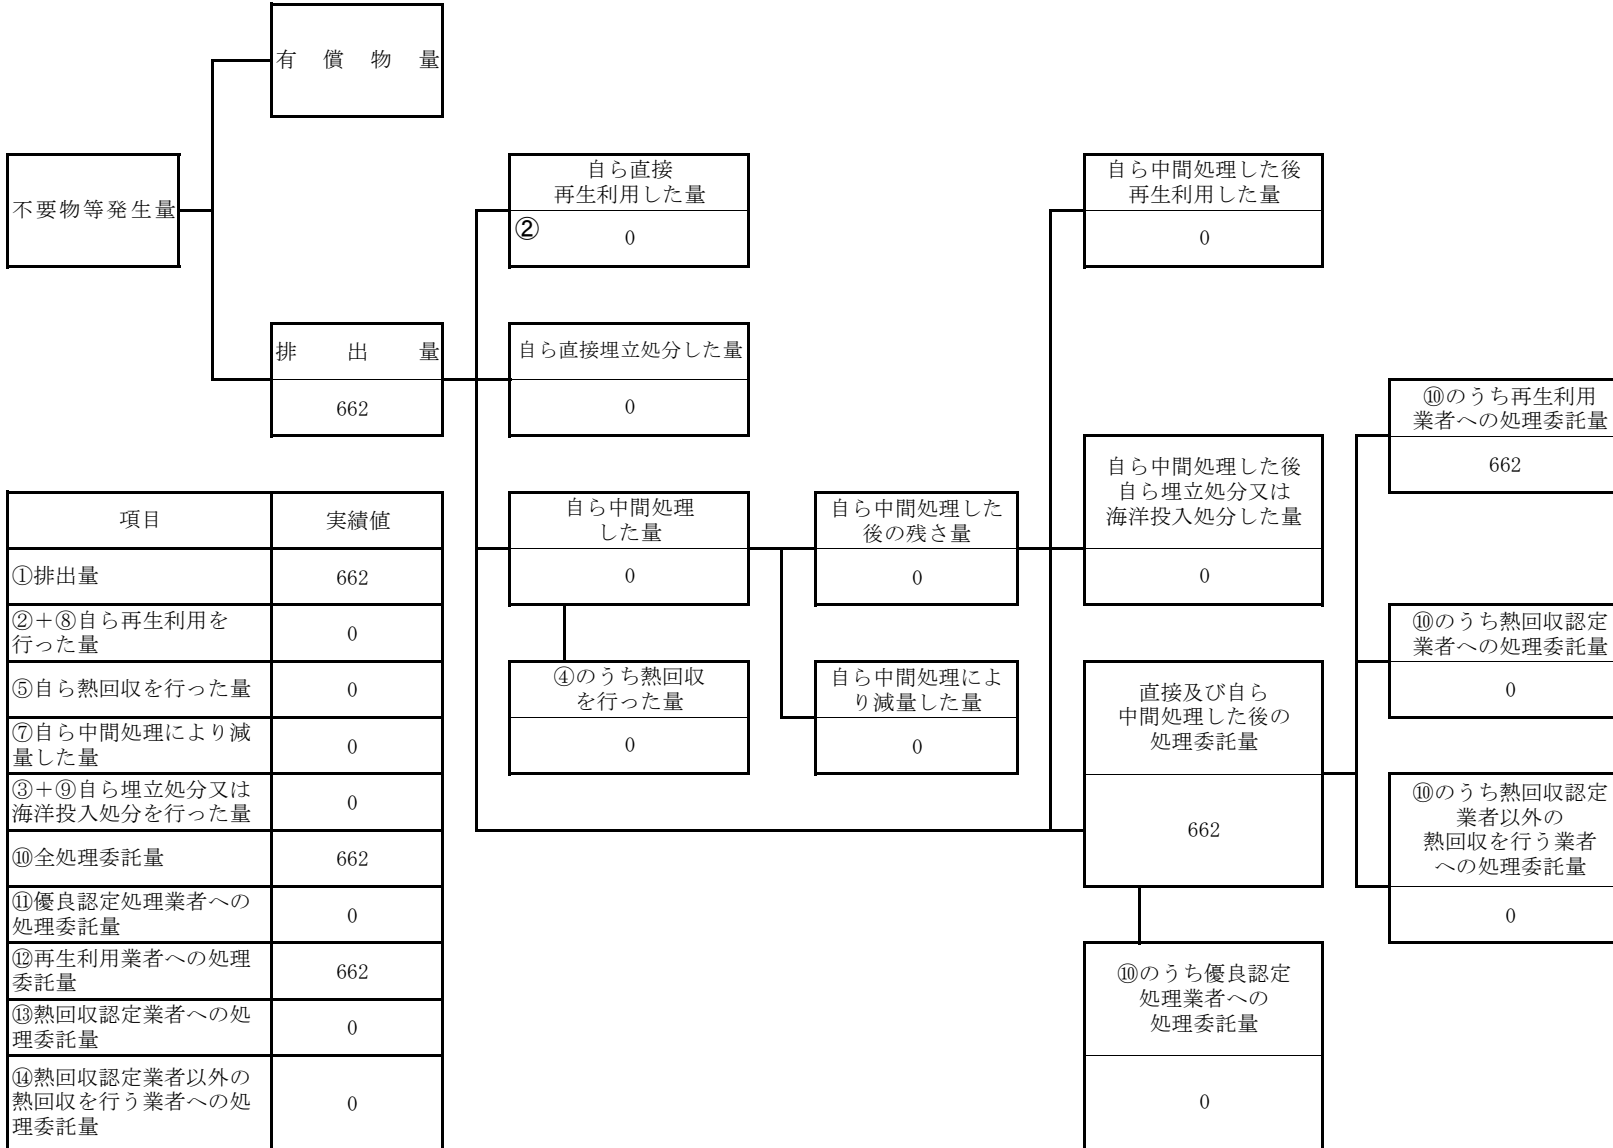 有償物量
不要物等発生量
自ら直接
再生利用した量
②
0
自ら中間処理した後
再生利用した量
0
排出量
662
自ら直接埋立処分した量
0
⑩のうち再生利用
業者への処理委託量
662
自ら中間処理
した量
0
自ら中間処理した
後の残さ量
0
自ら中間処理した後
自ら埋立処分又は
海洋投入処分した量
0
④のうち熱回収
を行った量
0
自ら中間処理によ
り減量した量
0
直接及び自ら
中間処理した後の
処理委託量
662
⑩のうち熱回収認定
業者への処理委託量
0
⑩のうち熱回収認定
業者以外の
熱回収を行う業者
への処理委託量
0
⑩のうち優良認定
処理業者への
処理委託量
0
項目 実績値
①排出量 662
②＋⑧自ら再生利用を
行った量 0
⑤自ら熱回収を行った量 0
⑦自ら中間処理により減
量した量 0
③＋⑨自ら埋立処分又は
海洋投入処分を行った量 0
⑩全処理委託量 662
⑪優良認定処理業者への
処理委託量 0
⑫再生利用業者への処理
委託量 662
⑬熱回収認定業者への処
理委託量 0
⑭熱回収認定業者以外の
熱回収を行う業者への処
理委託量 0